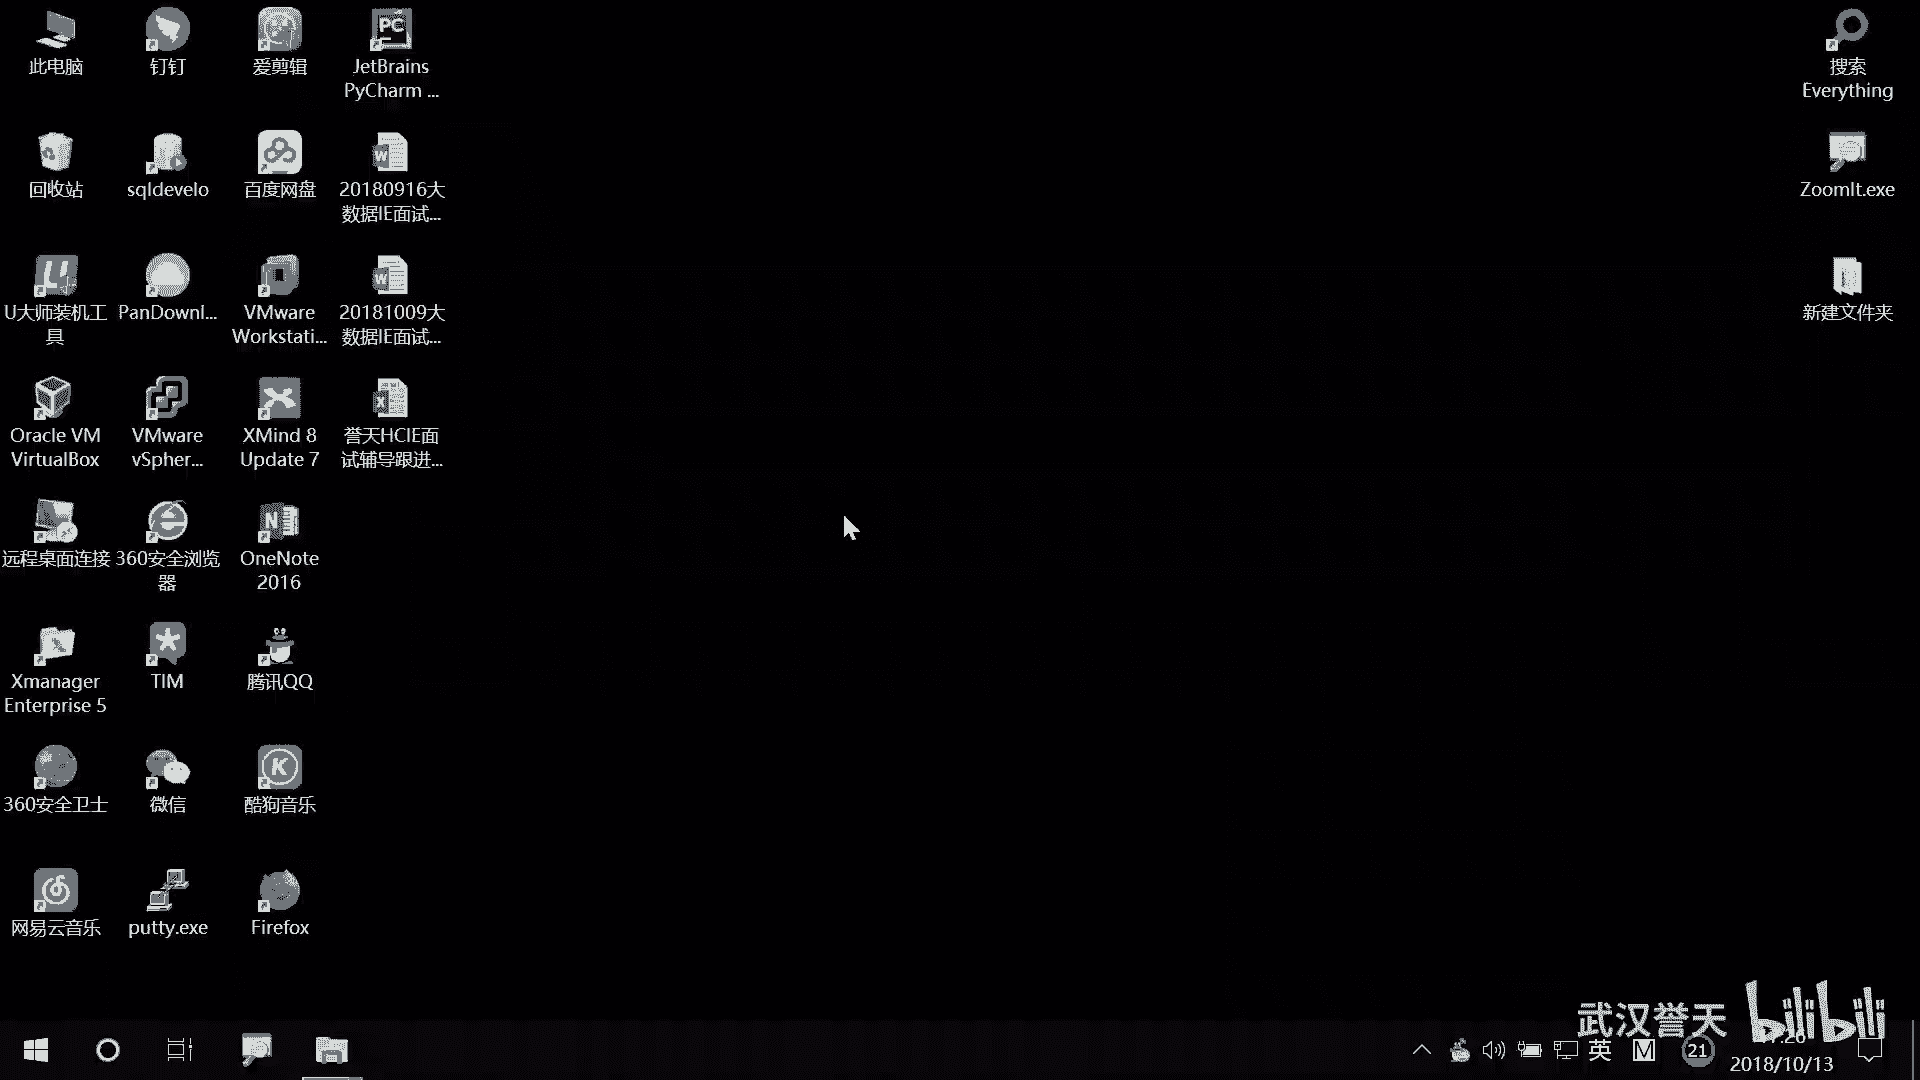 此电脑
钉钉
爱剪辑
JetBrains
PyCharm ...
搜索
Everything
回收站
sqldevelo
百度网盘
20180916大
数据IE面试...
ZoomIt.exe
U大师装机工
具
PanDownl...
VMware
Workstati...
20181009大
数据IE面试...
新建文件夹
Oracle VM
VirtualBox
VMware
vSpher...
XMind 8
Update 7
誉天HCIE面
试辅导跟进...
远程桌面连接
360安全浏览
器
OneNote
2016
Xmanager
Enterprise 5
TIM
腾讯QQ
360安全卫士
微信
酷狗音乐
网易云音乐
putty.exe
Firefox
武汉誉天
bilibili
英
M
21
2018/10/13